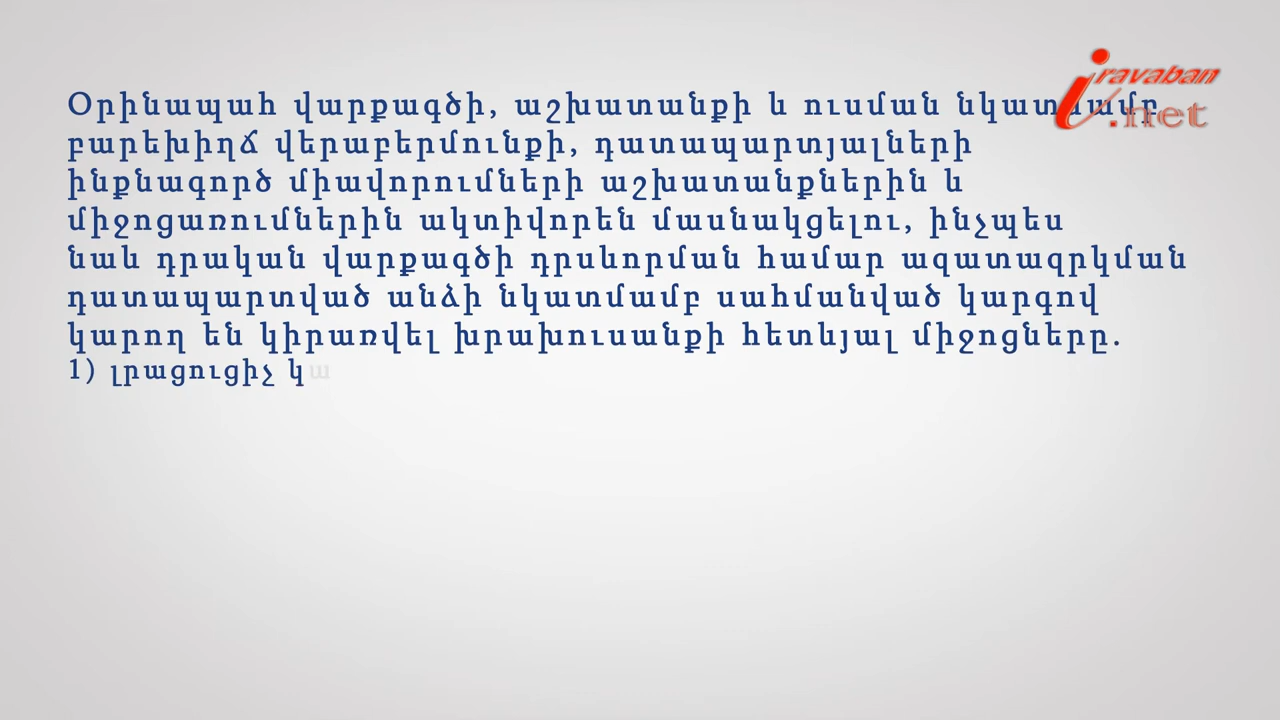 Օրինապահ վարքագծի, աշխատանքի և ուսման նկատմամբ
բարեխիղճ վերաբերմունքի, դատապարտյալների
ինքնագործ միավորումների աշխատանքներին և
միջոցառումներին ակտիվորեն մասնակցելու, ինչպես
նաև դրական վարքագծի դրսևորման համար ազատազրկման
դատապարտված անձի նկատմամբ սահմանված կարգով
կարող են կիրառվել խրախուսանքի հետևյալ միջոցները.
1) լրացուցիչ կա
iravaban
.net